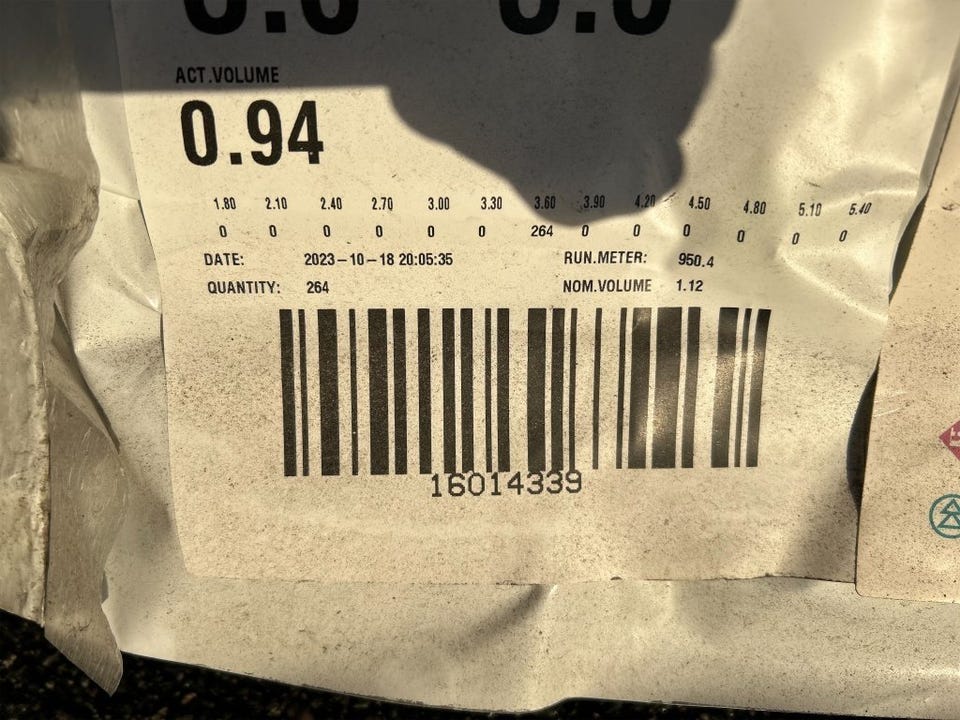 ACT.VOLUME
0.94
1.80 2.10 2.40 2.70 3.00 3.30 3.60 3.90 4.20 4.50 4.80 5.10 5.40
0 0 0 0 0 0 264 0 0 0 0 0 0
DATE: 2023-10-18 20:05:35 RUN.METER: 950.4
QUANTITY: 264 NOM.VOLUME 1.12
16014339